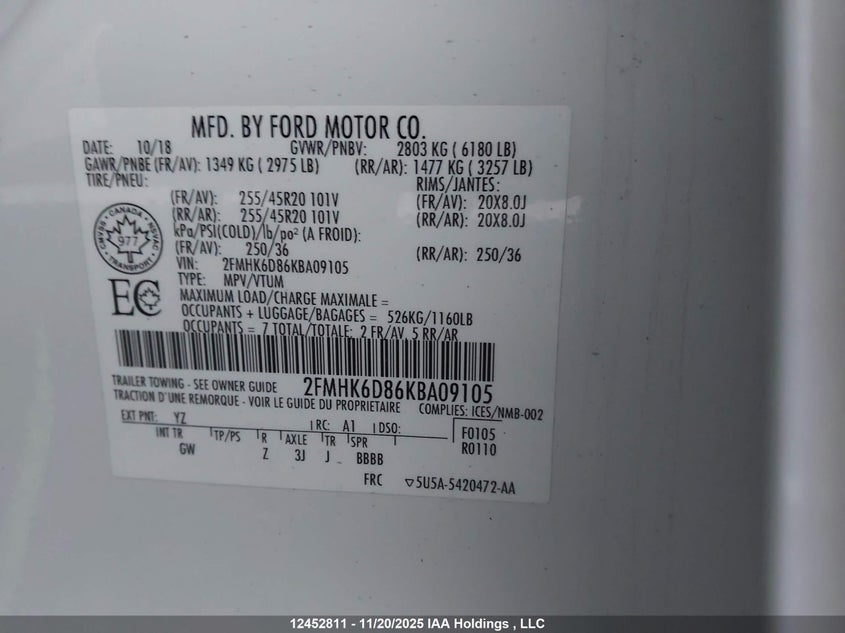 MFD. BY FORD MOTOR CO.
DATE: 10/18 GVWR/PNBV: 2803 KG ( 6180 LB)
GAWR/PNBE (FR/AV): 1349 KG ( 2975 LB) (RR/AR): 1477 KG ( 3257 LB)
TIRE/PNEU: RIMS/JANTES:
(FR/AV): 255/45R20 101V (FR/AV): 20X8.0J
(RR/AR): 255/45R20 101V (RR/AR): 20X8.0J
kPa/PSI(COLD)/lb/po² (A FROID):
(FR/AV): 250/36 (RR/AR): 250/36
VIN: 2FMHK6D86KBA09105
TYPE: MPV/VTUM
CANADA
CMVSS NSVAC
977
TRANSPORT
EC
MAXIMUM LOAD/CHARGE MAXIMALE =
OCCUPANTS + LUGGAGE/BAGAGES = 526KG/1160LB
OCCUPANTS = 7 TOTAL/TOTALE: 2 FR/AV 5 RR/AR
TRAILER TOWING - SEE OWNER GUIDE 2FMHK6D86KBA09105
TRACTION D'UNE REMORQUE - VOIR LE GUIDE DU PROPRIETAIRE COMPLIES: ICES/NMB-002
EXT PNT: YZ RC: A1 DSO: F0105
INT TR TP/PS R AXLE TR SPR R0110
GW Z 3J J BBBB
FRC ▽5U5A-5420472-AA
12452811 - 11/20/2025 IAA Holdings , LLC